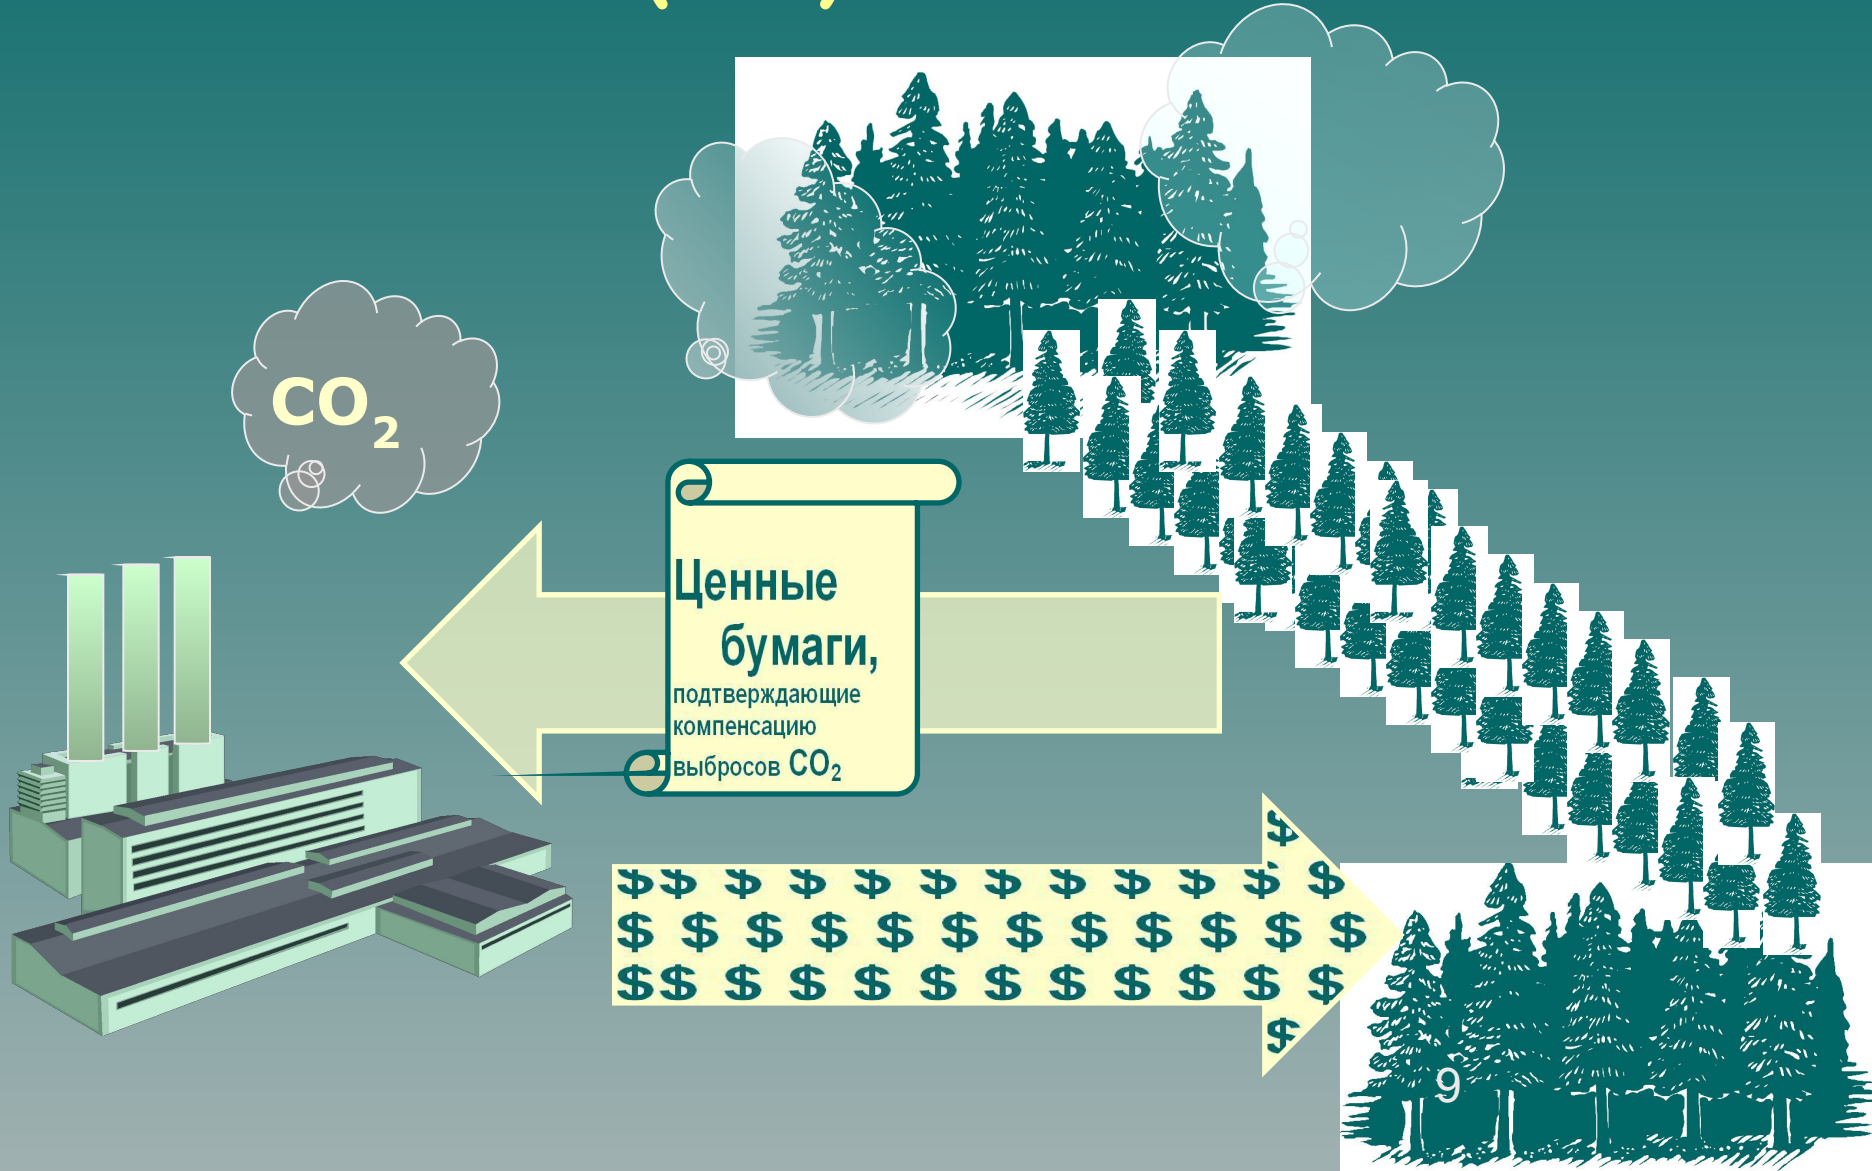 CO2
Ценные
бумаги,
подтверждающие
компенсацию
выбросов CO2
$$ $ $ $ $ $ $ $ $ $ $
$ $ $ $ $ $ $ $ $ $ $ $
$$ $ $ $ $ $ $ $ $ $ $
$
$
9